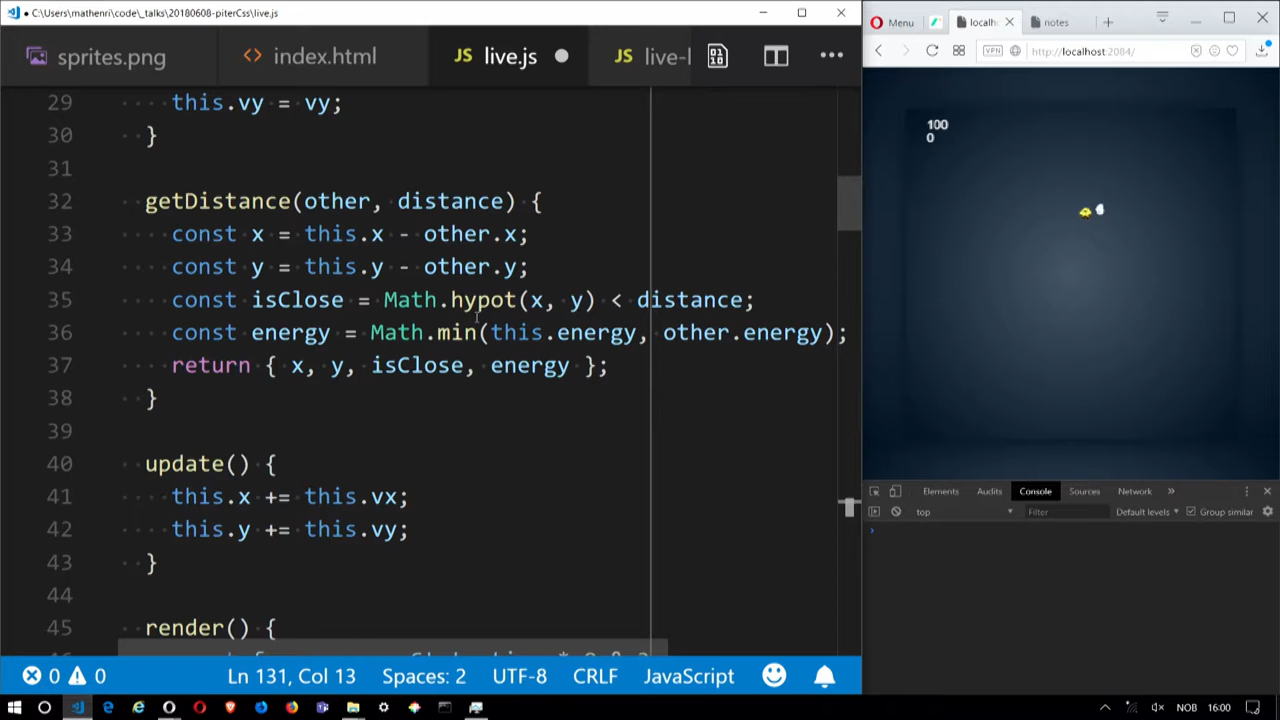 ● C:\Users\mathenri\code\_talks\20180608-piterCss\live.js
sprites.png
<> index.html
JS live.js
JS live-l
29 this.vy = vy;
30 }
31
32 getDistance(other, distance) {
33 const x = this.x - other.x;
34 const y = this.y - other.y;
35 const isClose = Math.hypot(x, y) < distance;
36 const energy = Math.min(this.energy, other.energy);
37 return { x, y, isClose, energy };
38 }
39
40 update() {
41 this.x += this.vx;
42 this.y += this.vy;
43 }
44
45 render() {
0 0
Ln 131, Col 13
Spaces: 2
UTF-8
CRLF
JavaScript
Menu
localh
notes
VPN
http://localhost:2084/
100
0
Elements Audits Console Sources Network »
top
Filter
Default levels
Group similar
NOB
16:00